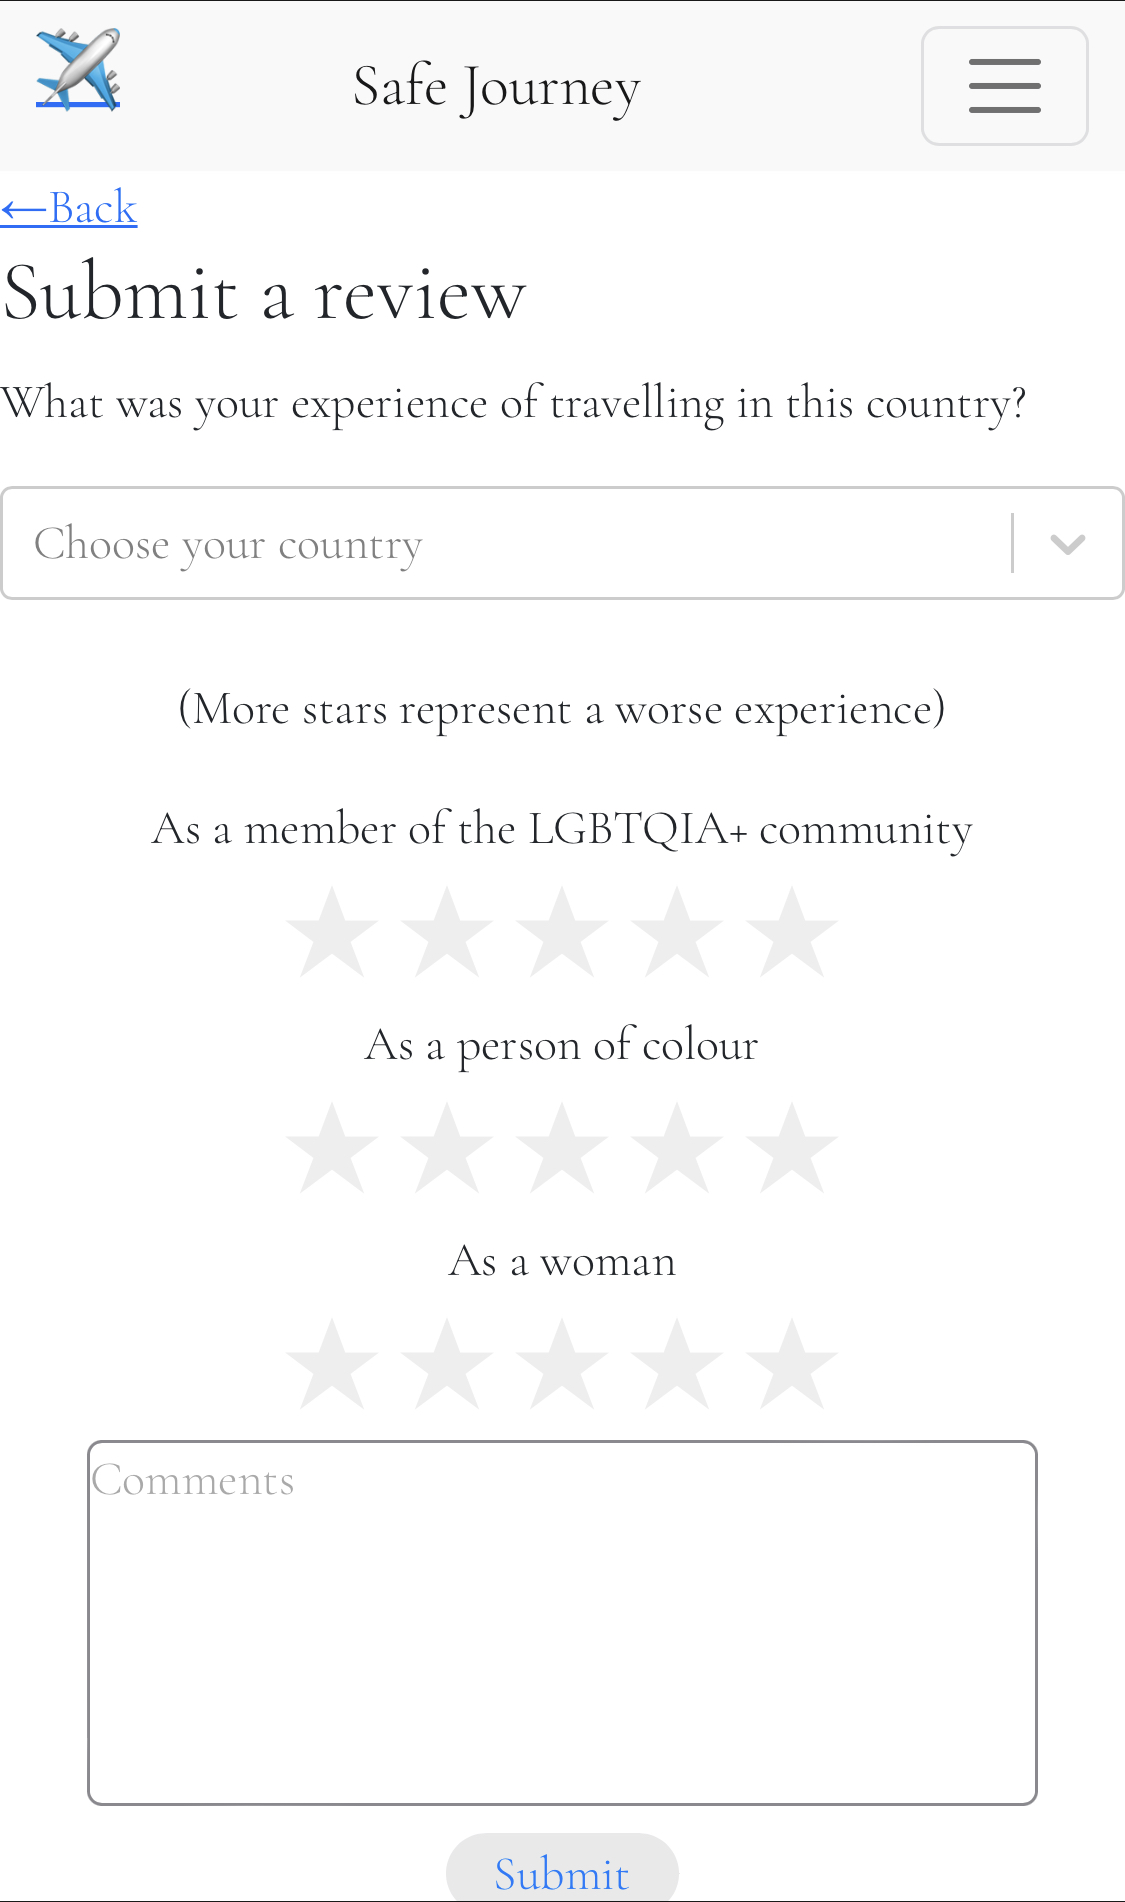 Safe Journey
←Back
Submit a review
What was your experience of travelling in this country?
Choose your country
(More stars represent a worse experience)
As a member of the LGBTQIA+ community
As a person of colour
As a woman
Comments
Submit